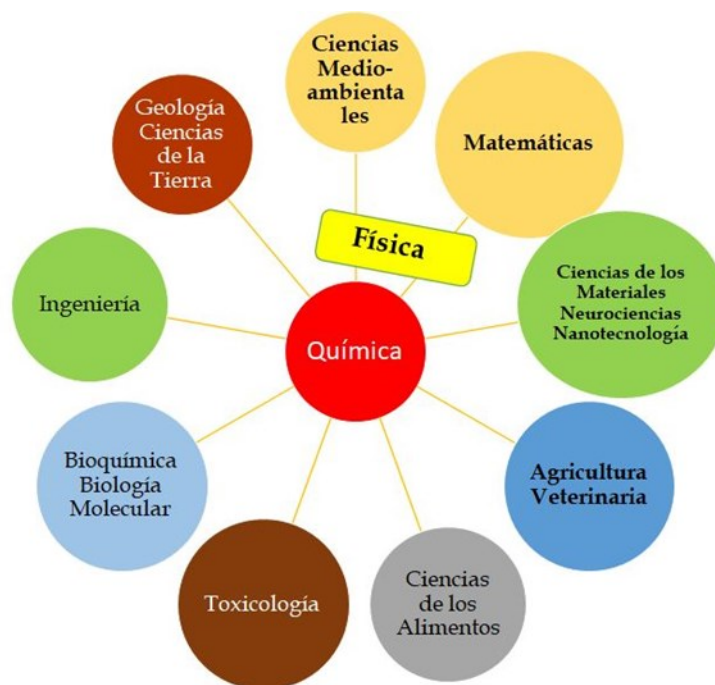 Ciencias
Medio-
ambienta
les
Matemáticas
Geología
Ciencias
de la
Tierra
Física
Ciencias de los
Materiales
Neurociencias
Nanotecnología
Ingeniería
Química
Bioquímica
Biología
Molecular
Agricultura
Veterinaria
Toxicología
Ciencias
de los
Alimentos